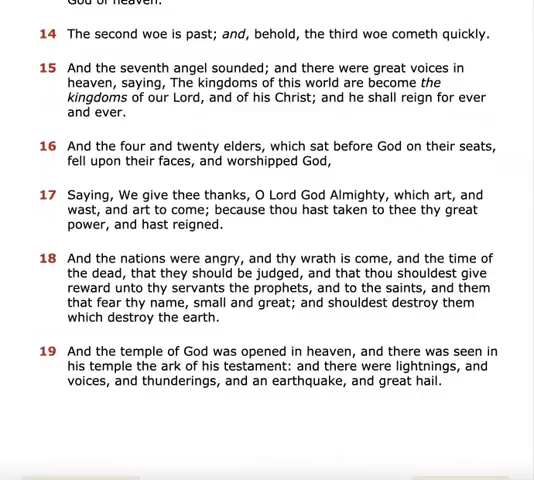 God of heaven.
14 The second woe is past; and, behold, the third woe cometh quickly.
15 And the seventh angel sounded; and there were great voices in
heaven, saying, The kingdoms of this world are become the
kingdoms of our Lord, and of his Christ; and he shall reign for ever
and ever.
16 And the four and twenty elders, which sat before God on their seats,
fell upon their faces, and worshipped God,
17 Saying, We give thee thanks, O Lord God Almighty, which art, and
wast, and art to come; because thou hast taken to thee thy great
power, and hast reigned.
18 And the nations were angry, and thy wrath is come, and the time of
the dead, that they should be judged, and that thou shouldest give
reward unto thy servants the prophets, and to the saints, and them
that fear thy name, small and great; and shouldest destroy them
which destroy the earth.
19 And the temple of God was opened in heaven, and there was seen in
his temple the ark of his testament: and there were lightnings, and
voices, and thunderings, and an earthquake, and great hail.